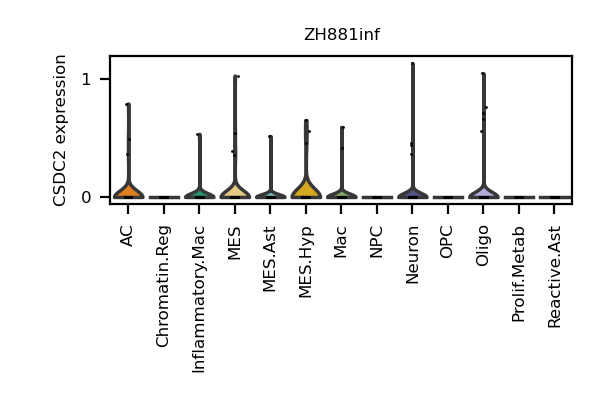 ZH881inf
CSDC2 expression
1
0
AC
Chromatin.Reg
Inflammatory.Mac
MES
MES.Ast
MES.Hyp
Mac
NPC
Neuron
OPC
Oligo
Prolif.Metab
Reactive.Ast